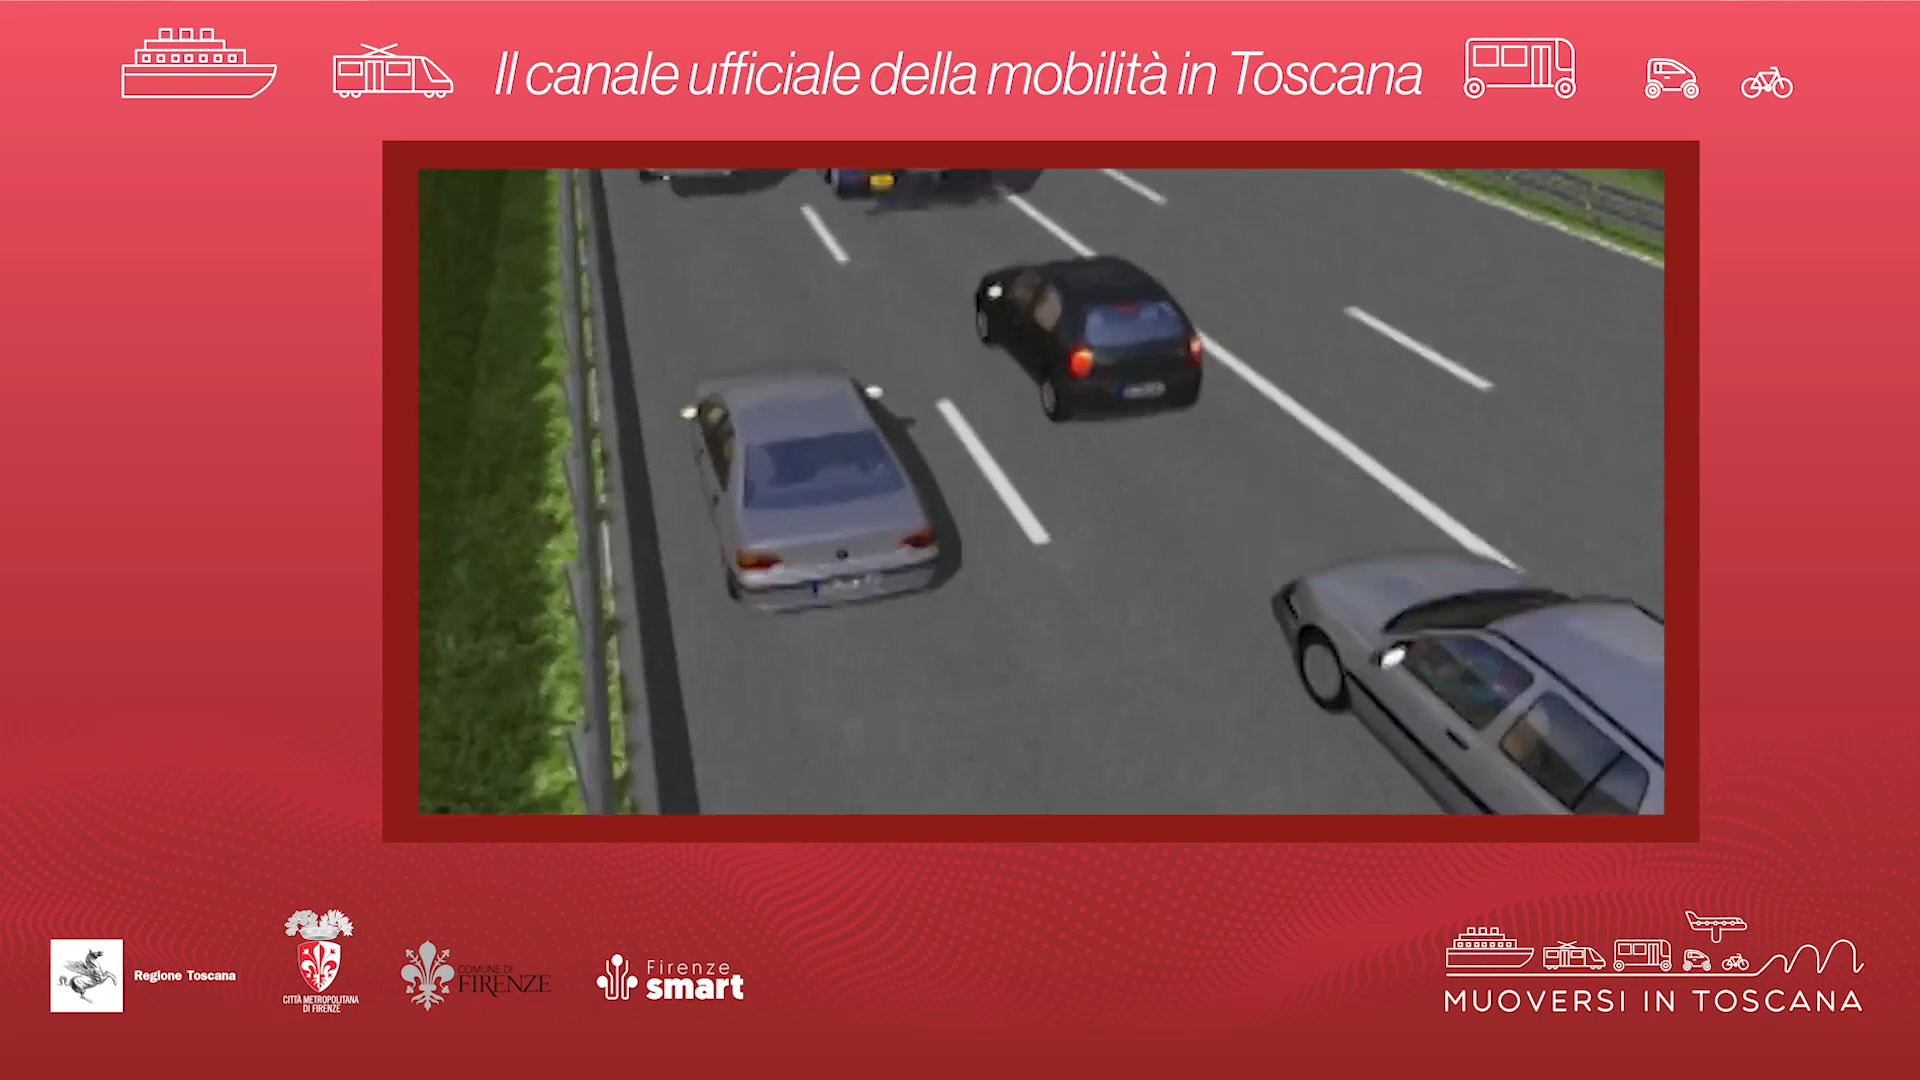 Il canale ufficiale della mobilità in Toscana
Regione Toscana
CITTÀ METROPOLITANA
DI FIRENZE
COMUNE DI
FIRENZE
Firenze
smart
MUOVERSI IN TOSCANA